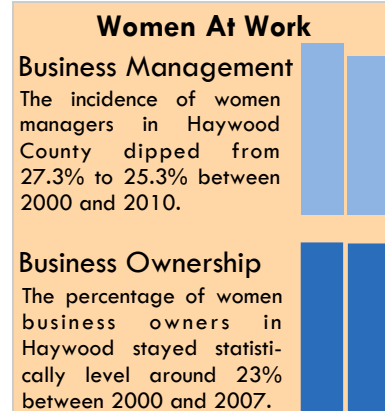 Women At Work
Business Management
The incidence of women
managers in Haywood
County dipped from
27.3% to 25.3% between
2000 and 2010.
Business Ownership
The percentage of women
business owners in
Haywood stayed statisti-
cally level around 23%
between 2000 and 2007.